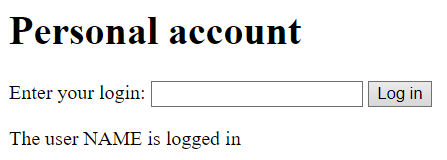 Personal account
Enter your login: Log in
The user NAME is logged in